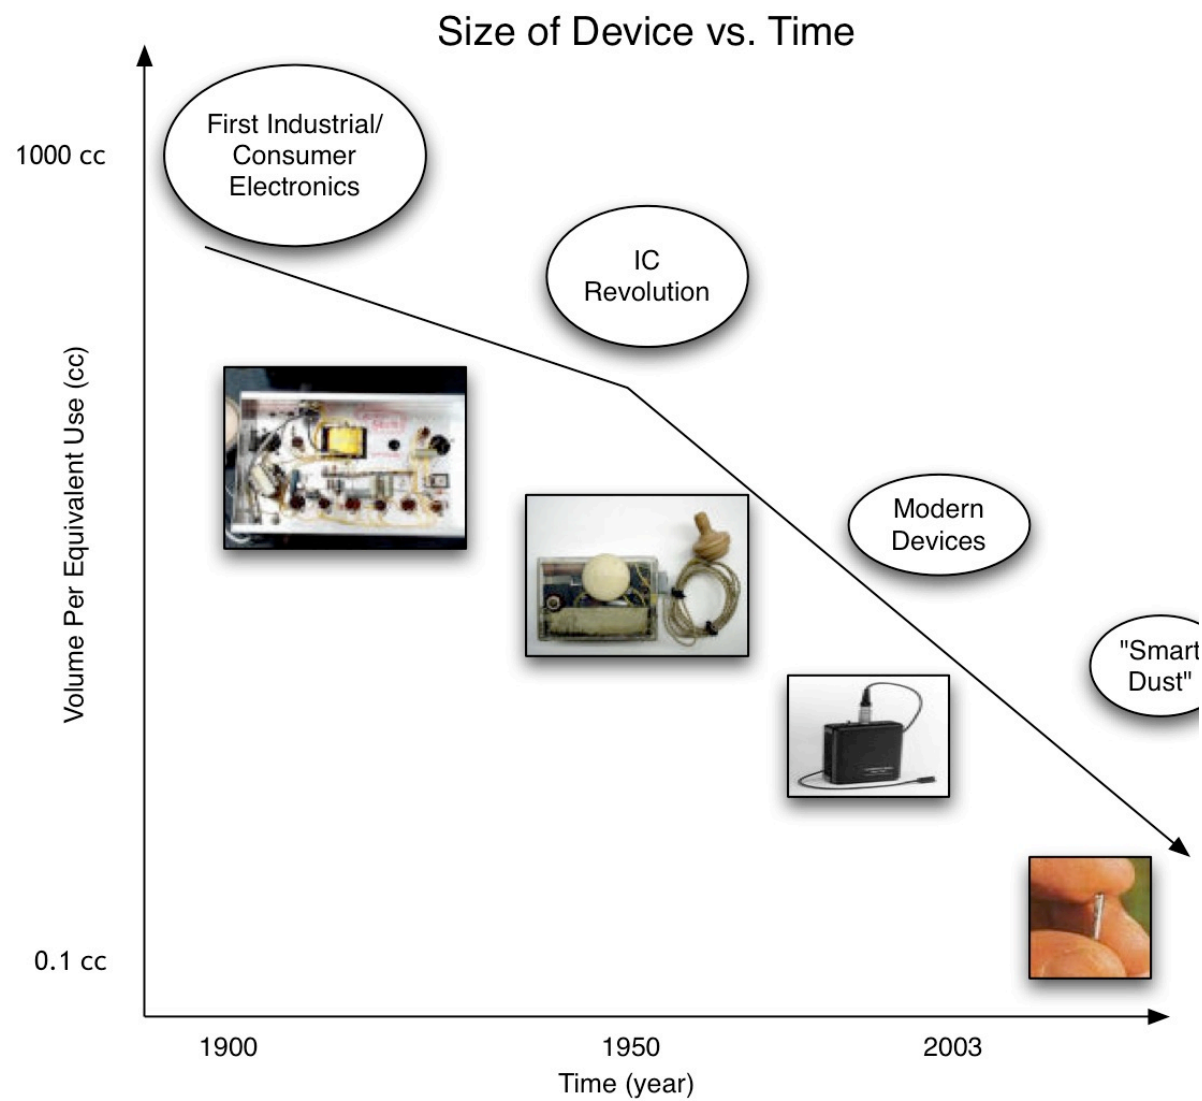 Size of Device vs. Time
First Industrial/
Consumer
Electronics
1000 cc
IC
Revolution
Volume Per Equivalent Use (cc)
Modern
Devices
"Smart
Dust"
0.1 cc
1900
1950
2003
Time (year)